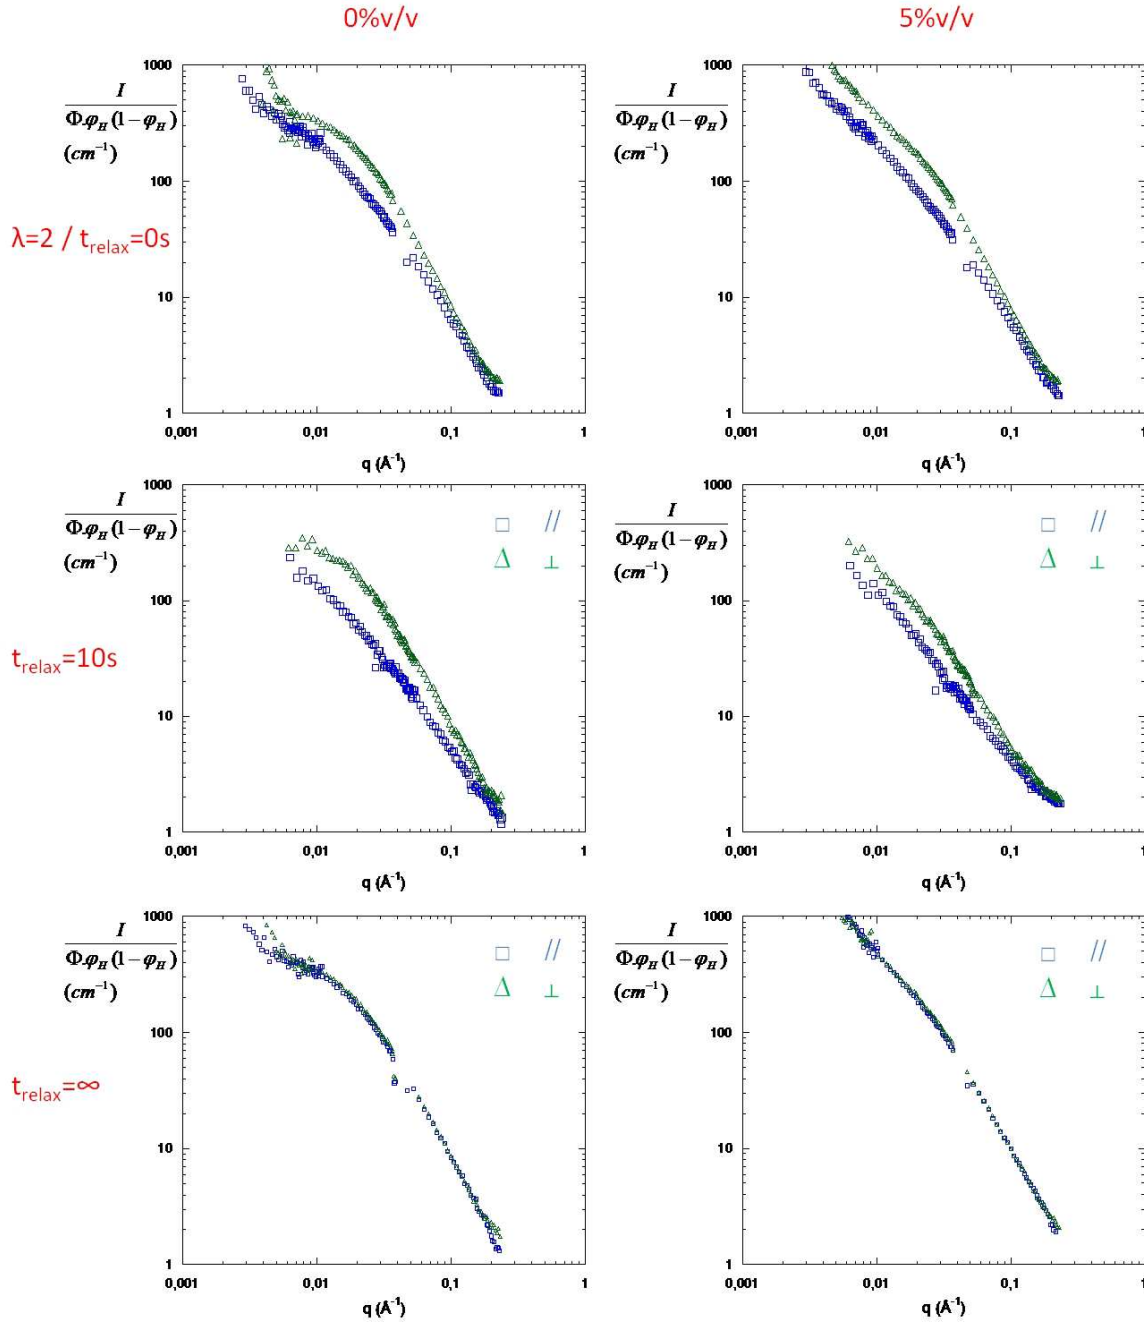 0%v/v
5%v/v
λ=2 / t_relax=0s
I
Φ.φ_H(1−φ_H)
(cm⁻¹)
1000
100
10
1
0,001
0,01
0,1
1
q (Å⁻¹)
I
Φ.φ_H(1−φ_H)
(cm⁻¹)
1000
100
10
1
0,001
0,01
0,1
1
q (Å⁻¹)
t_relax=10s
I
Φ.φ_H(1−φ_H)
(cm⁻¹)
1000
100
10
1
0,001
0,01
0,1
1
q (Å⁻¹)
□ //
Δ ⊥
I
Φ.φ_H(1−φ_H)
(cm⁻¹)
1000
100
10
1
0,001
0,01
0,1
1
q (Å⁻¹)
□ //
Δ ⊥
t_relax=∞
I
Φ.φ_H(1−φ_H)
(cm⁻¹)
1000
100
10
1
0,001
0,01
0,1
1
q (Å⁻¹)
□ //
Δ ⊥
I
Φ.φ_H(1−φ_H)
(cm⁻¹)
1000
100
10
1
0,001
0,01
0,1
1
q (Å⁻¹)
□ //
Δ ⊥